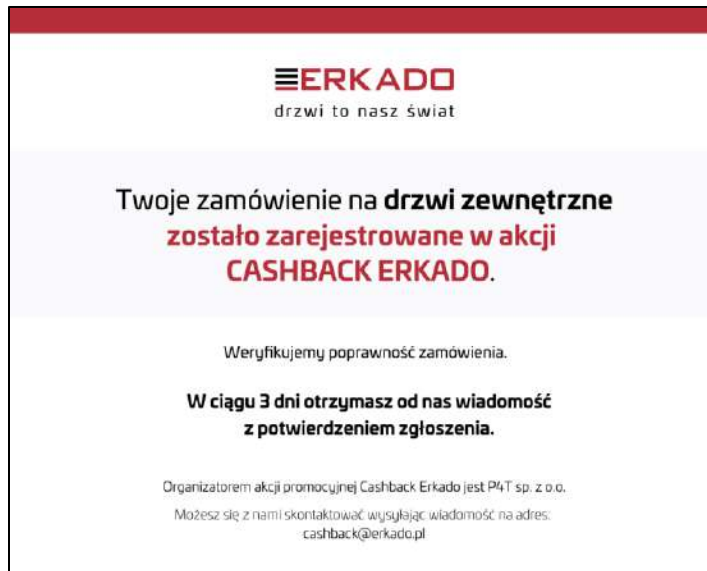 ERKADO
drzwi to nasz świat
Twoje zamówienie na drzwi zewnętrzne
zostało zarejestrowane w akcji
CASHBACK ERKADO.
Weryfikujemy poprawność zamówienia.
W ciągu 3 dni otrzymasz od nas wiadomość
z potwierdzeniem zgłoszenia.
Organizatorem akcji promocyjnej Cashback Erkado jest P4T sp. z o.o.
Możesz się z nami skontaktować wysyłając wiadomość na adres:
cashback@erkado.pl